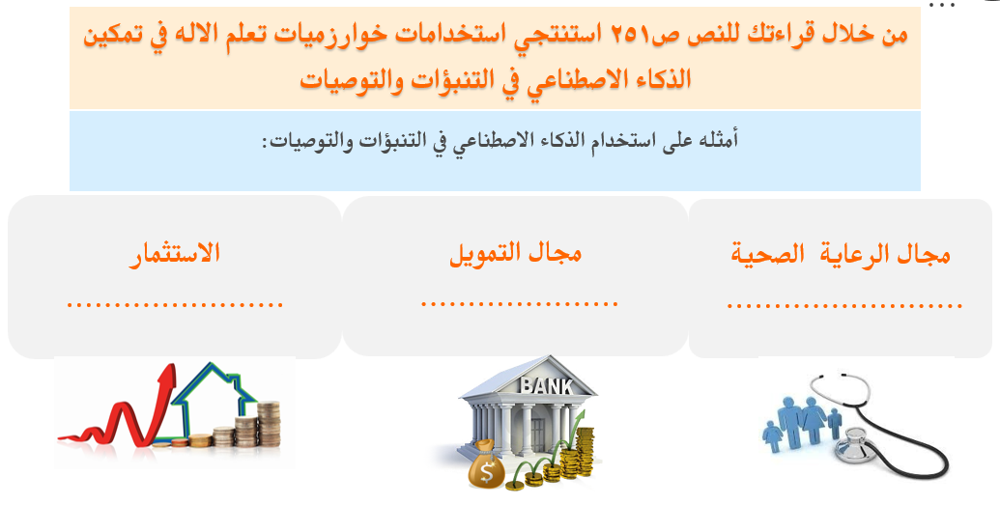 من خلال قراءتك للنص ص٢٥١ استنتجي استخدامات خوارزميات تعلم الاله في تمكين
الذكاء الاصطناعي في التنبؤات والتوصيات
أمثله على استخدام الذكاء الاصطناعي في التنبؤات والتوصيات:
مجال الرعاية الصحية
........................
مجال التمويل
.....................
الاستثمار
.......................
BANK
$